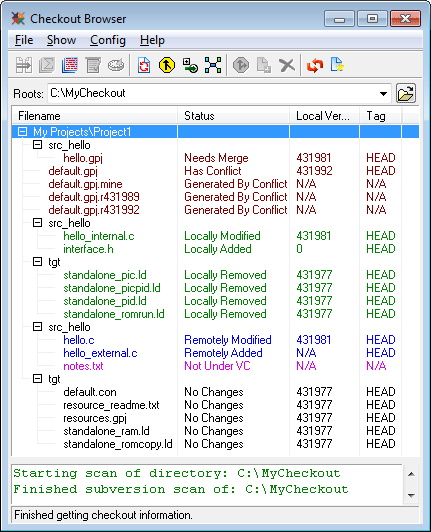 Checkout Browser
File Show Config Help
Roots: C:\MyCheckout
Filename Status Local Ver... Tag
My Projects\Project1
src_hello
hello.gpj Needs Merge 431981 HEAD
default.gpj Has Conflict 431992 HEAD
default.gpj.mine Generated By Conflict N/A N/A
default.gpj.r431989 Generated By Conflict N/A N/A
default.gpj.r431992 Generated By Conflict N/A N/A
src_hello
hello_internal.c Locally Modified 431981 HEAD
interface.h Locally Added 0 HEAD
tgt
standalone_pic.ld Locally Removed 431977 HEAD
standalone_picpid.ld Locally Removed 431977 HEAD
standalone_pid.ld Locally Removed 431977 HEAD
standalone_romrun.ld Locally Removed 431977 HEAD
src_hello
hello.c Remotely Modified 431981 HEAD
hello_external.c Remotely Added N/A HEAD
notes.txt Not Under VC N/A N/A
tgt
default.con No Changes 431977 HEAD
resource_readme.txt No Changes 431977 HEAD
resources.gpj No Changes 431977 HEAD
standalone_ram.ld No Changes 431977 HEAD
standalone_romcopy.ld No Changes 431977 HEAD
Starting scan of directory: C:\MyCheckout
Finished subversion scan of: C:\MyCheckout
Finished getting checkout information.